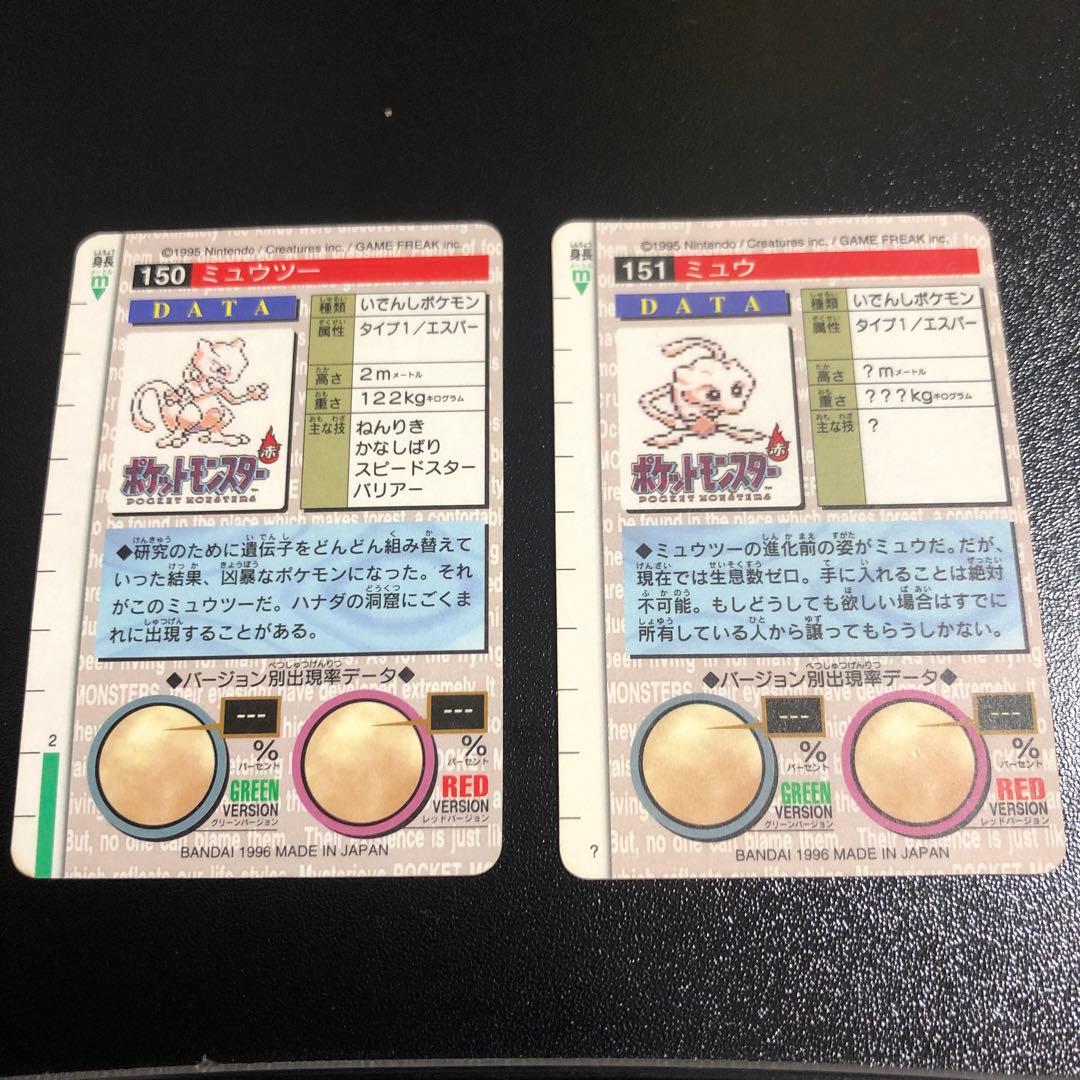 ©1995 Nintendo / Creatures inc. / GAME FREAK inc.
身長
メートル
m
150 ミュウツー
DATA
種類 いでんしポケモン
属性 タイプ1/エスパー
高さ 2mメートル
重さ 122kgキログラム
主な技 ねんりき
かなしばり
スピードスター
バリアー
赤
ポケットモンスター
POCKET MONSTERS
◆研究のために遺伝子をどんどん組み替えて
いった結果、凶暴なポケモンになった。それ
がこのミュウツーだ。ハナダの洞窟にごくま
れに出現することがある。
◆バージョン別出現率データ◆
--- %パーセント
GREEN VERSION
グリーンバージョン
--- %パーセント
RED VERSION
レッドバージョン
2
BANDAI 1996 MADE IN JAPAN
©1995 Nintendo / Creatures inc. / GAME FREAK inc.
身長
メートル
m
151 ミュウ
DATA
種類 いでんしポケモン
属性 タイプ1/エスパー
高さ ?mメートル
重さ ???kgキログラム
主な技 ?
赤
ポケットモンスター
POCKET MONSTERS
◆ミュウツーの進化前の姿がミュウだ。だが、
現在では生息数ゼロ。手に入れることは絶対
不可能。もしどうしても欲しい場合はすでに
所有している人から譲ってもらうしかない。
◆バージョン別出現率データ◆
--- %パーセント
GREEN VERSION
グリーンバージョン
--- %パーセント
RED VERSION
レッドバージョン
?
BANDAI 1996 MADE IN JAPAN